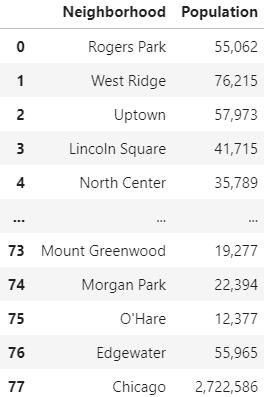 Neighborhood Population
0 Rogers Park 55,062
1 West Ridge 76,215
2 Uptown 57,973
3 Lincoln Square 41,715
4 North Center 35,789
... ... ...
73 Mount Greenwood 19,277
74 Morgan Park 22,394
75 O'Hare 12,377
76 Edgewater 55,965
77 Chicago 2,722,586